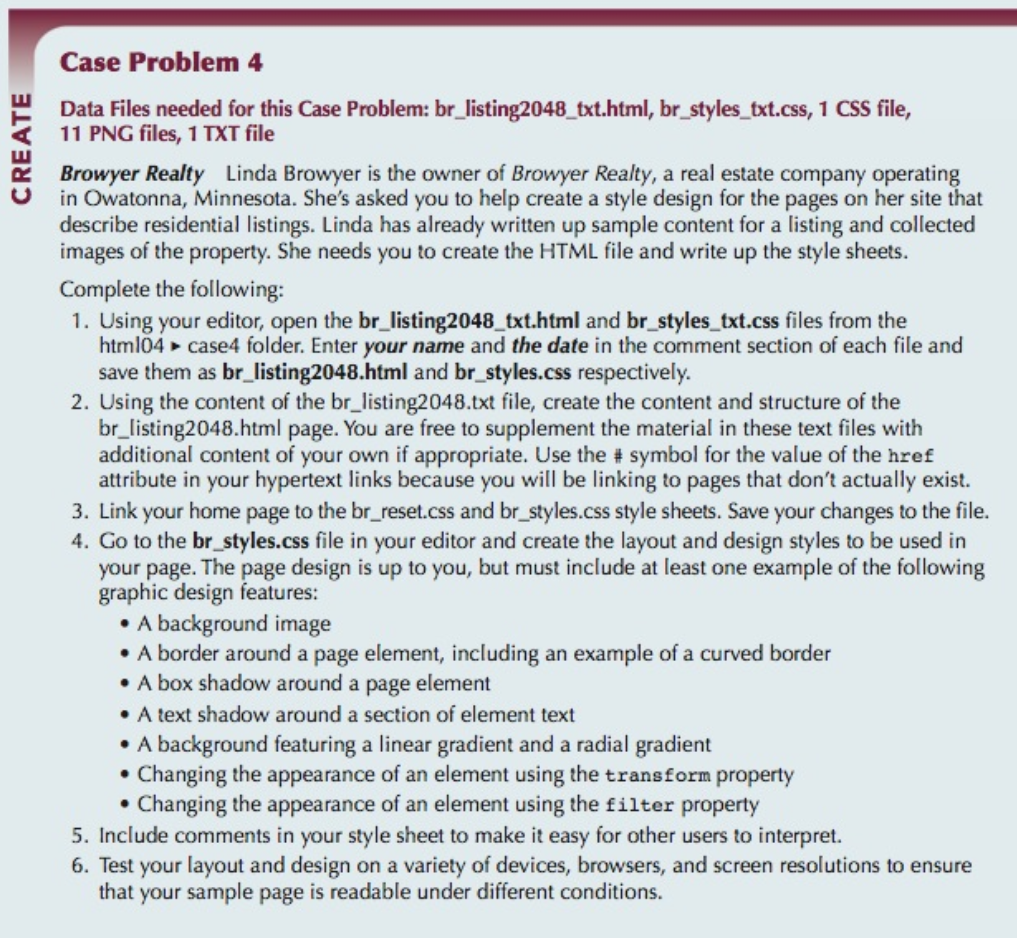 CREATE
Case Problem 4
Data Files needed for this Case Problem: br_listing2048_txt.html, br_styles_txt.css, 1 CSS file,
11 PNG files, 1 TXT file
Browyer Realty Linda Browyer is the owner of Browyer Realty, a real estate company operating
in Owatonna, Minnesota. She's asked you to help create a style design for the pages on her site that
describe residential listings. Linda has already written up sample content for a listing and collected
images of the property. She needs you to create the HTML file and write up the style sheets.
Complete the following:
1. Using your editor, open the br_listing2048_txt.html and br_styles_txt.css files from the
html04 ▸ case4 folder. Enter your name and the date in the comment section of each file and
save them as br_listing2048.html and br_styles.css respectively.
2. Using the content of the br_listing2048.txt file, create the content and structure of the
br_listing2048.html page. You are free to supplement the material in these text files with
additional content of your own if appropriate. Use the # symbol for the value of the href
attribute in your hypertext links because you will be linking to pages that don't actually exist.
3. Link your home page to the br_reset.css and br_styles.css style sheets. Save your changes to the file.
4. Go to the br_styles.css file in your editor and create the layout and design styles to be used in
your page. The page design is up to you, but must include at least one example of the following
graphic design features:
• A background image
• A border around a page element, including an example of a curved border
• A box shadow around a page element
• A text shadow around a section of element text
• A background featuring a linear gradient and a radial gradient
• Changing the appearance of an element using the transform property
• Changing the appearance of an element using the filter property
5. Include comments in your style sheet to make it easy for other users to interpret.
6. Test your layout and design on a variety of devices, browsers, and screen resolutions to ensure
that your sample page is readable under different conditions.